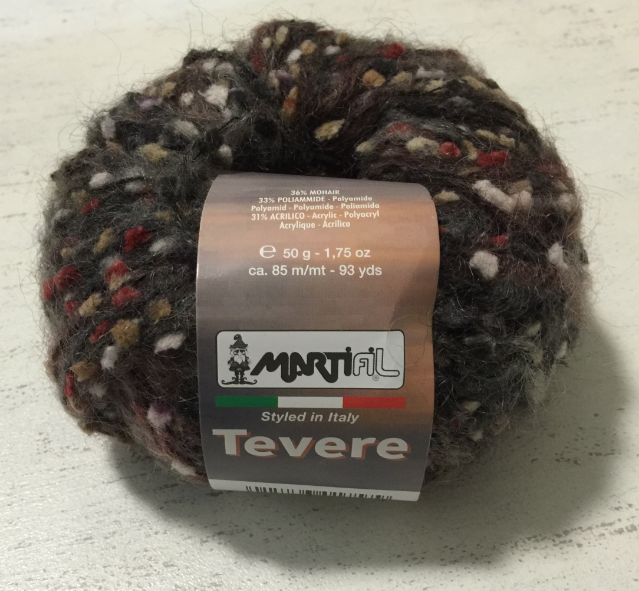 36% MOHAIR
33% POLIAMMIDE - Polyamide
Polyamid - Polyamide - Poliamida
31% ACRILICO - Acrylic - Polyacryl
Acrylique - Acrílico
℮ 50 g - 1,75 oz
ca. 85 m/mt - 93 yds
MARTIFIL
Styled in Italy
Tevere